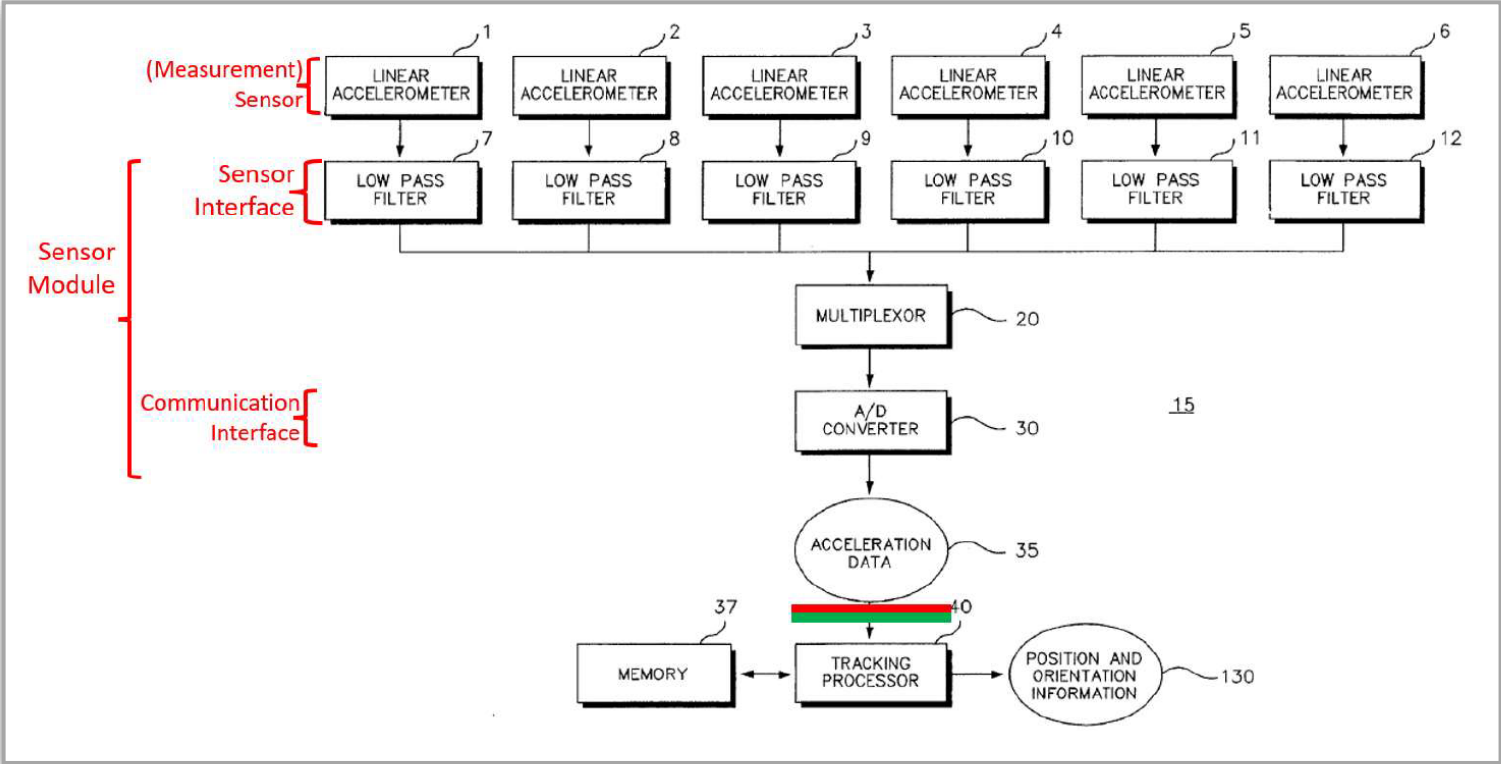 1 2 3 4 5 6
(Measurement)
Sensor
LINEAR
ACCELEROMETER
LINEAR
ACCELEROMETER
LINEAR
ACCELEROMETER
LINEAR
ACCELEROMETER
LINEAR
ACCELEROMETER
LINEAR
ACCELEROMETER
7 8 9 10 11 12
Sensor
Interface
LOW PASS
FILTER
LOW PASS
FILTER
LOW PASS
FILTER
LOW PASS
FILTER
LOW PASS
FILTER
LOW PASS
FILTER
Sensor
Module
MULTIPLEXOR
20
Communication
Interface
A/D
CONVERTER
30
15
ACCELERATION
DATA
35
37
MEMORY
40
TRACKING
PROCESSOR
POSITION AND
ORIENTATION
INFORMATION
130